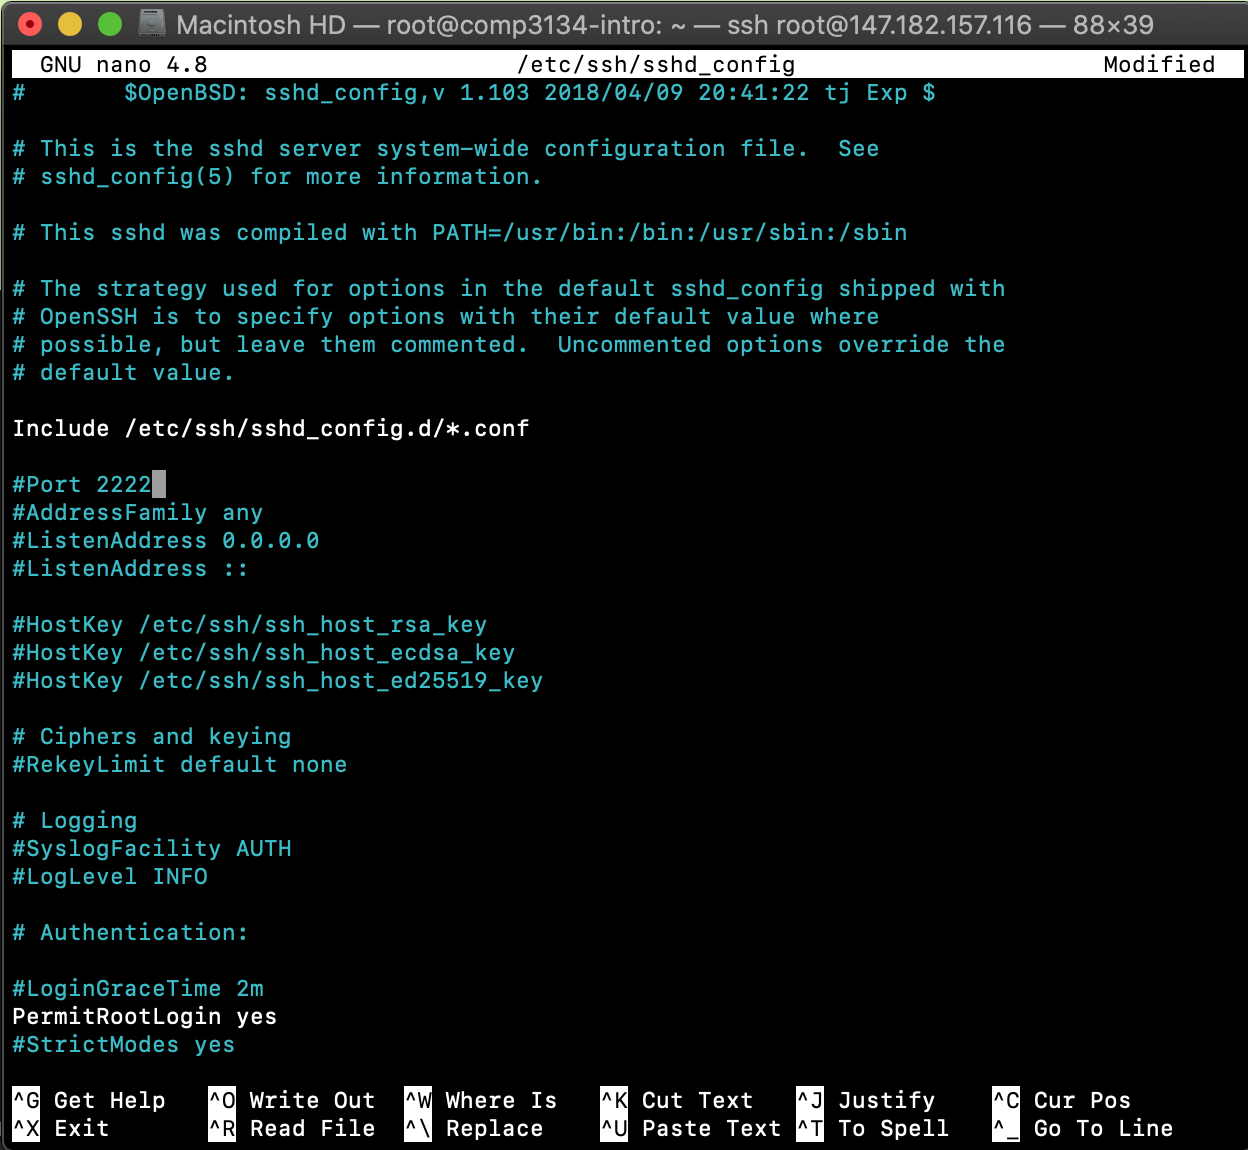 Macintosh HD — root@comp3134-intro: ~ — ssh root@147.182.157.116 — 88×39
GNU nano 4.8 /etc/ssh/sshd_config Modified
# $OpenBSD: sshd_config,v 1.103 2018/04/09 20:41:22 tj Exp $
# This is the sshd server system-wide configuration file. See
# sshd_config(5) for more information.
# This sshd was compiled with PATH=/usr/bin:/bin:/usr/sbin:/sbin
# The strategy used for options in the default sshd_config shipped with
# OpenSSH is to specify options with their default value where
# possible, but leave them commented. Uncommented options override the
# default value.
Include /etc/ssh/sshd_config.d/*.conf
#Port 2222
#AddressFamily any
#ListenAddress 0.0.0.0
#ListenAddress ::
#HostKey /etc/ssh/ssh_host_rsa_key
#HostKey /etc/ssh/ssh_host_ecdsa_key
#HostKey /etc/ssh/ssh_host_ed25519_key
# Ciphers and keying
#RekeyLimit default none
# Logging
#SyslogFacility AUTH
#LogLevel INFO
# Authentication:
#LoginGraceTime 2m
PermitRootLogin yes
#StrictModes yes
^G Get Help ^O Write Out ^W Where Is ^K Cut Text ^J Justify ^C Cur Pos
^X Exit ^R Read File ^\ Replace ^U Paste Text ^T To Spell ^_ Go To Line